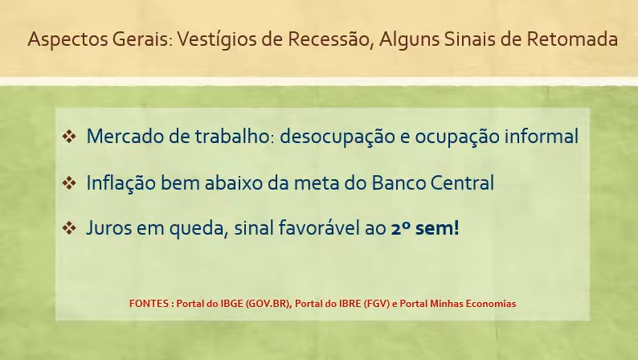 Aspectos Gerais: Vestígios de Recessão, Alguns Sinais de Retomada
❖ Mercado de trabalho: desocupação e ocupação informal
❖ Inflação bem abaixo da meta do Banco Central
❖ Juros em queda, sinal favorável ao 2º sem!
FONTES : Portal do IBGE (GOV.BR), Portal do IBRE (FGV) e Portal Minhas Economias